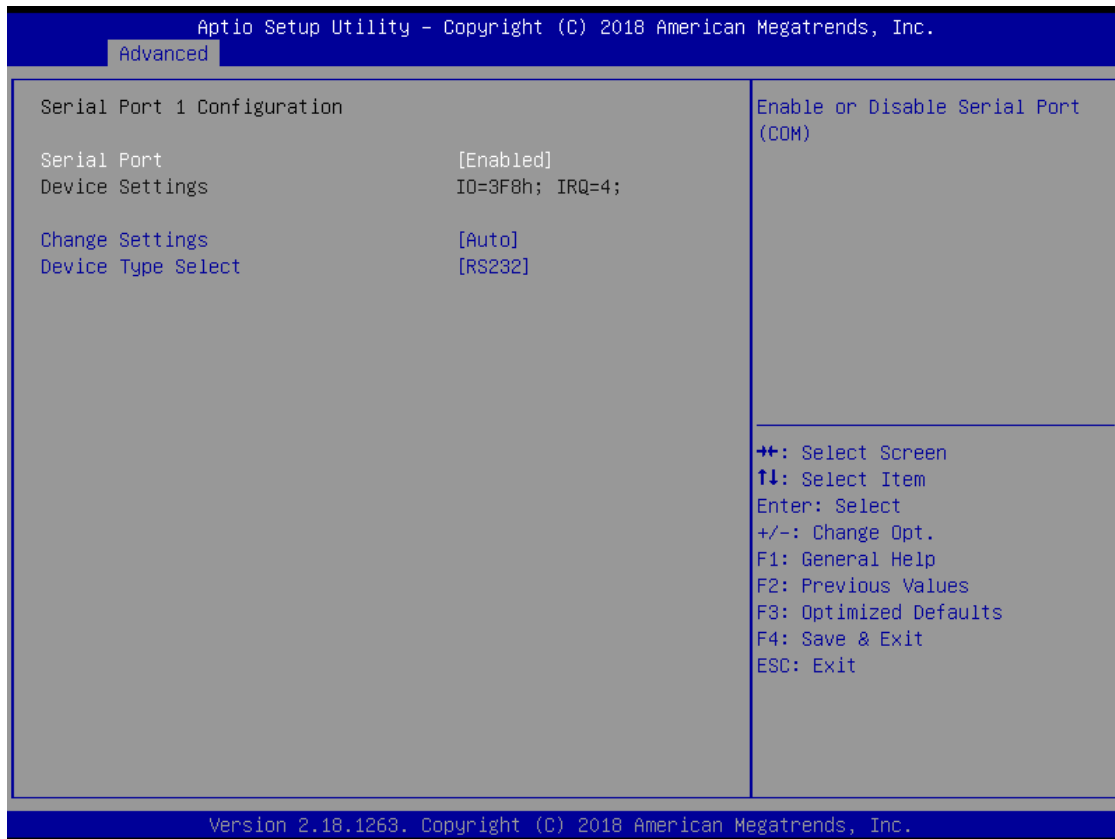 Aptio Setup Utility – Copyright (C) 2018 American Megatrends, Inc.
Advanced
Serial Port 1 Configuration
Serial Port [Enabled]
Device Settings IO=3F8h; IRQ=4;
Change Settings [Auto]
Device Type Select [RS232]
Enable or Disable Serial Port
(COM)
→←: Select Screen
↑↓: Select Item
Enter: Select
+/-: Change Opt.
F1: General Help
F2: Previous Values
F3: Optimized Defaults
F4: Save & Exit
ESC: Exit
Version 2.18.1263. Copyright (C) 2018 American Megatrends, Inc.